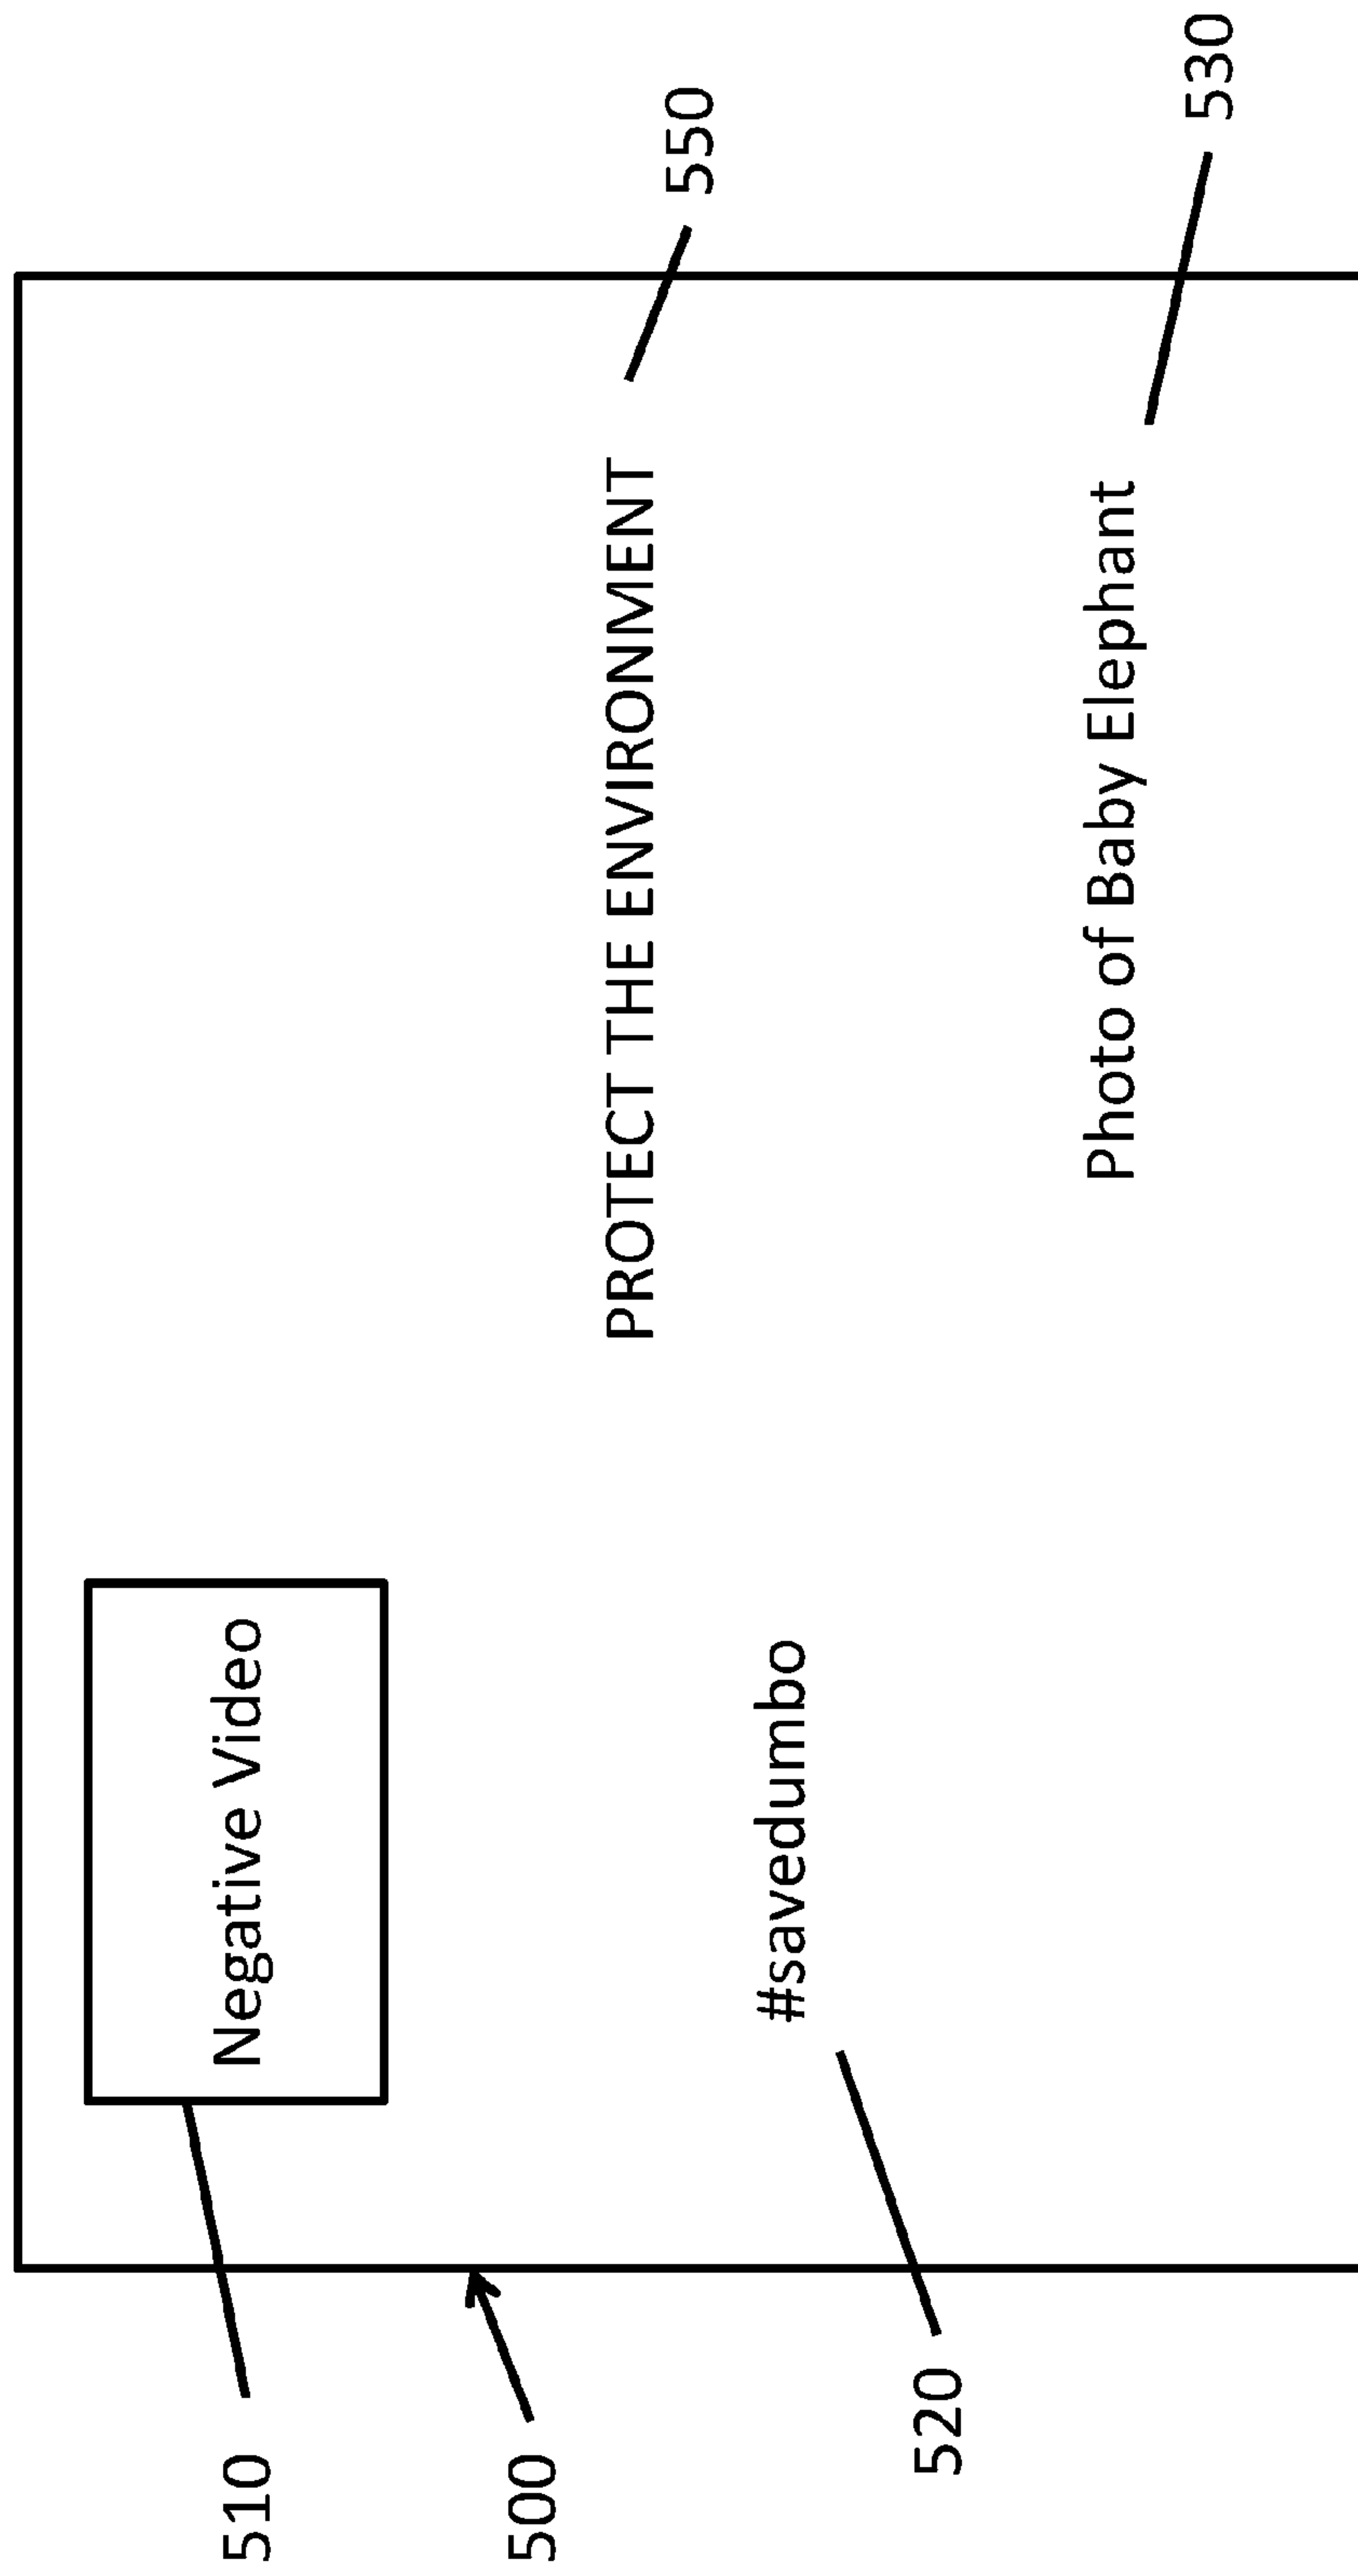 510
Negative Video
500
PROTECT THE ENVIRONMENT
550
520
#savedumbo
Photo of Baby Elephant
530